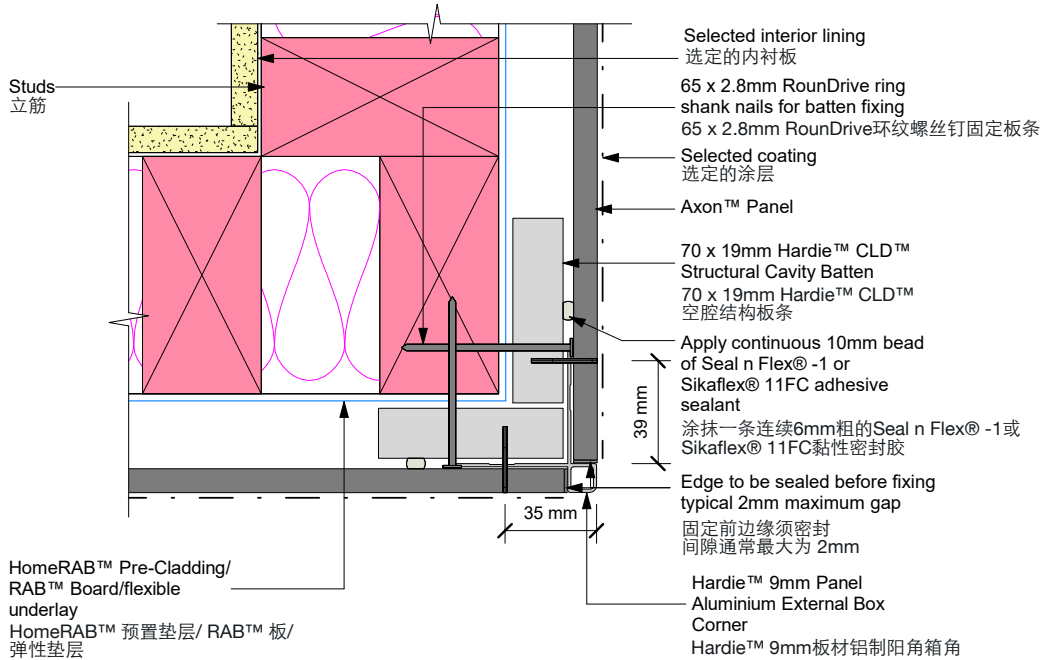 Studs
立筋
Selected interior lining
选定的内衬板
65 x 2.8mm RounDrive ring
shank nails for batten fixing
65 x 2.8mm RounDrive环纹螺丝钉固定板条
Selected coating
选定的涂层
Axon™ Panel
70 x 19mm Hardie™ CLD™
Structural Cavity Batten
70 x 19mm Hardie™ CLD™
空腔结构板条
Apply continuous 10mm bead
of Seal n Flex® -1 or
Sikaflex® 11FC adhesive
sealant
涂抹一条连续6mm粗的Seal n Flex® -1或
Sikaflex® 11FC黏性密封胶
39 mm
Edge to be sealed before fixing
typical 2mm maximum gap
固定前边缘须密封
间隙通常最大为 2mm
35 mm
HomeRAB™ Pre-Cladding/
RAB™ Board/flexible
underlay
HomeRAB™ 预置垫层/ RAB™ 板/
弹性垫层
Hardie™ 9mm Panel
Aluminium External Box
Corner
Hardie™ 9mm板材铝制阳角箱角